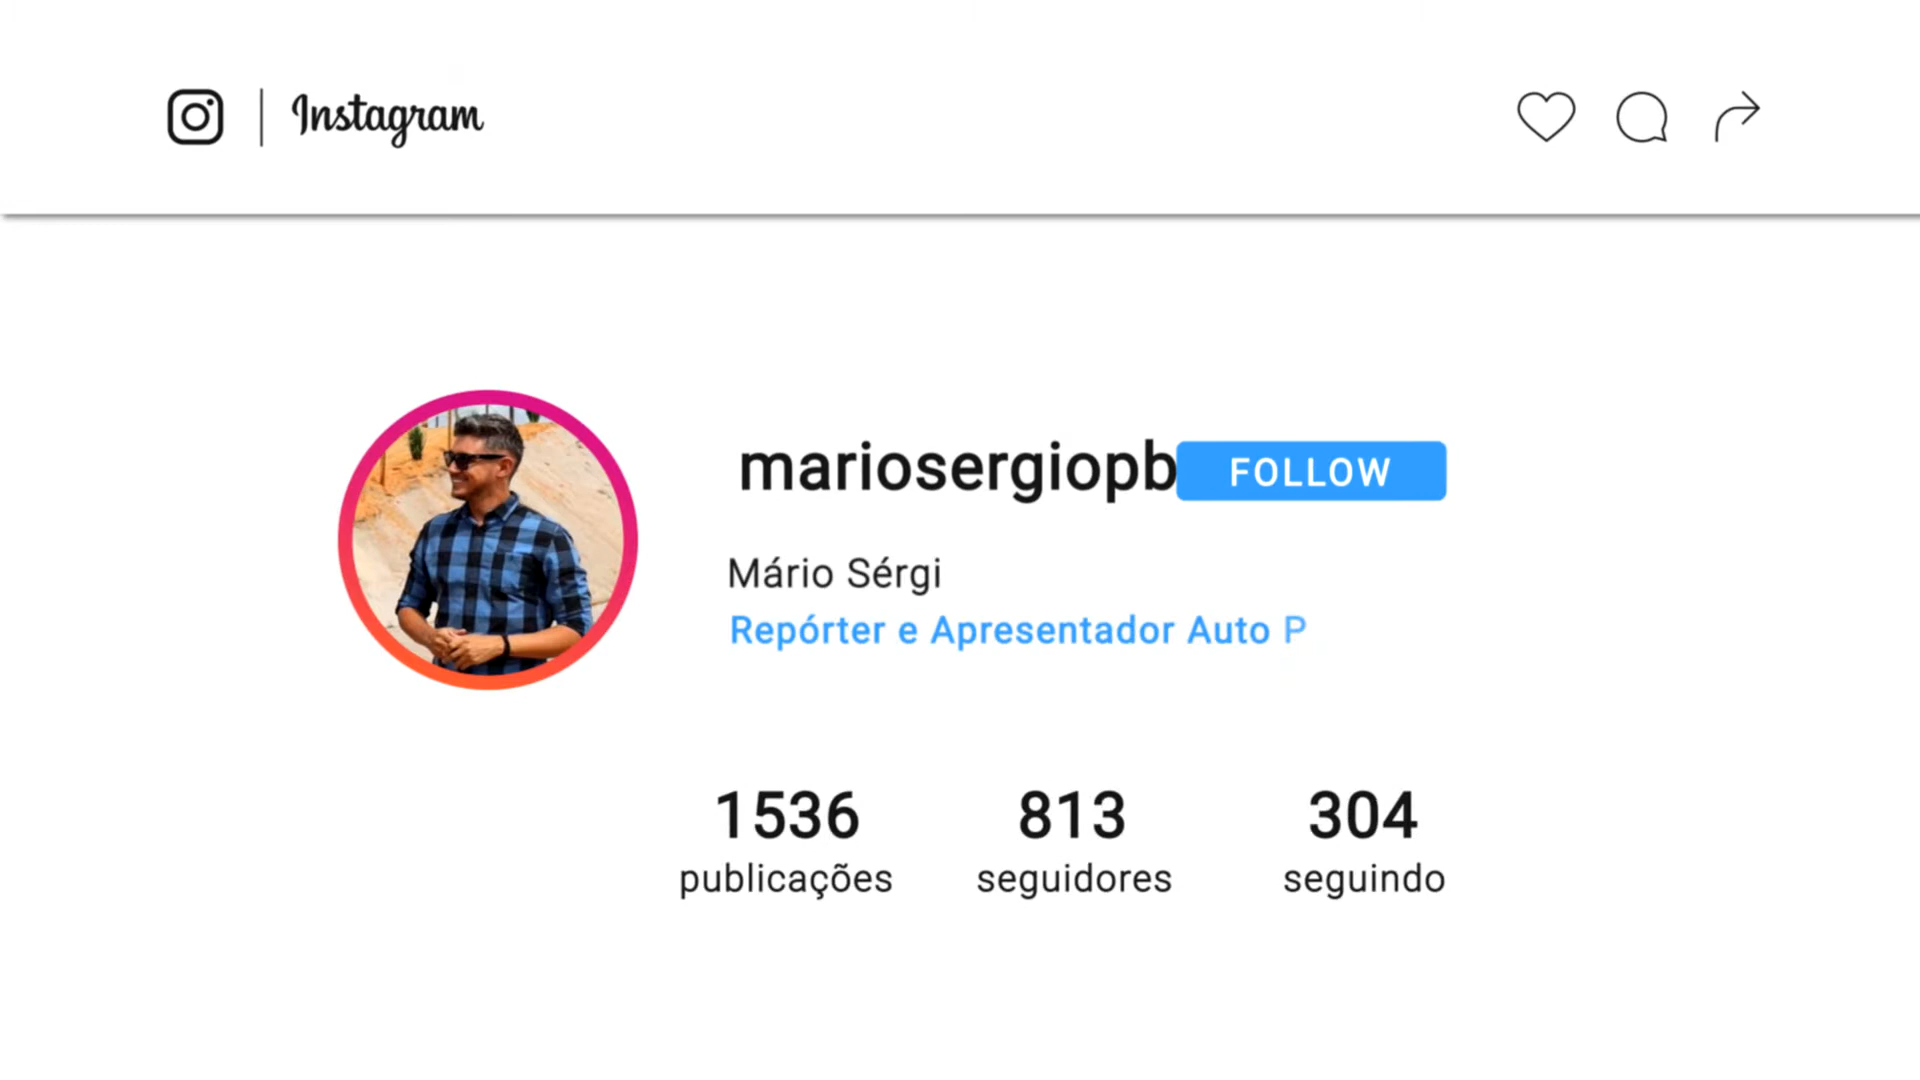 Instagram
mariosergiopb
FOLLOW
Mário Sérgi
Repórter e Apresentador Auto P
1536 813 304
publicações seguidores seguindo